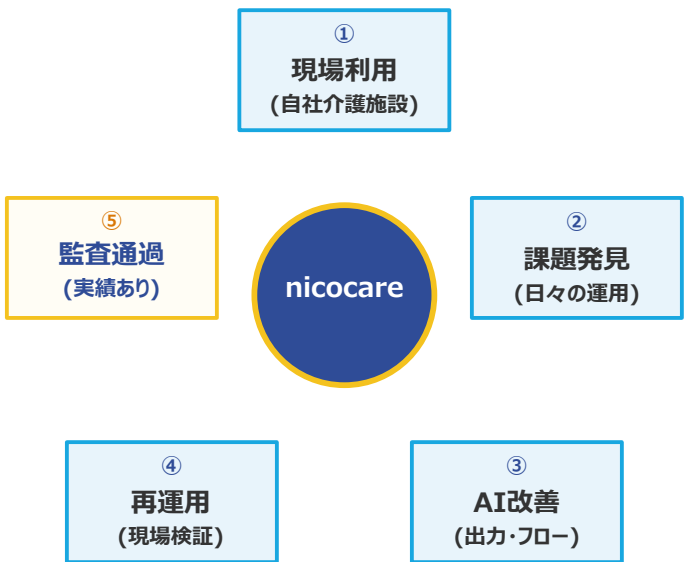 ①
現場利用
(自社介護施設)
②
課題発見
(日々の運用)
③
AI改善
(出力・フロー)
④
再運用
(現場検証)
⑤
監査通過
(実績あり)
nicocare